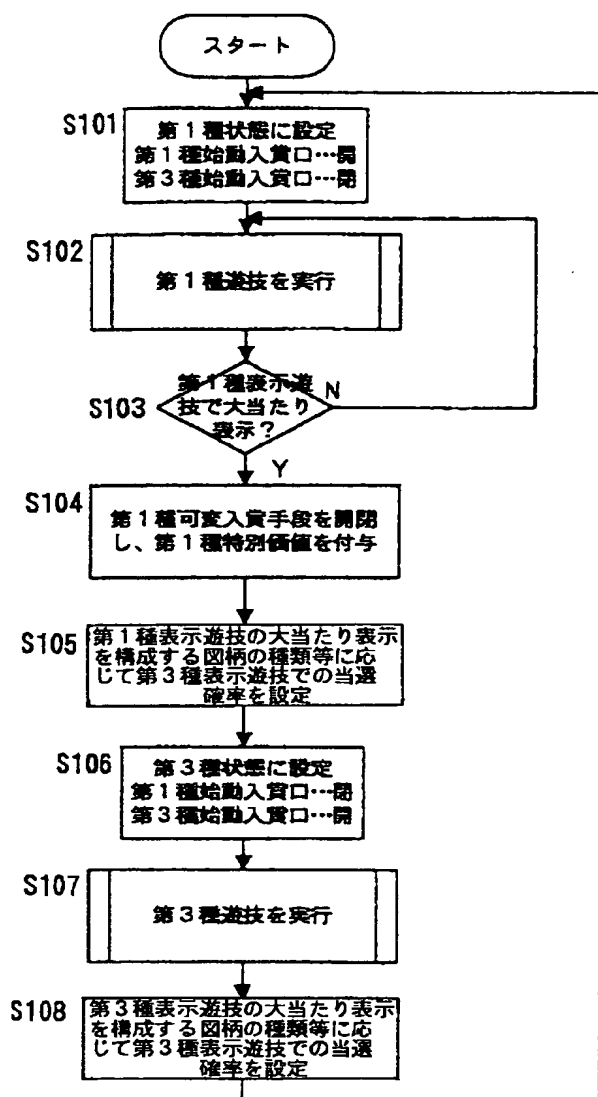 スタート
S101
第1種状態に設定
第1種始動入賞口…開
第3種始動入賞口…閉
S102
第1種遊技を実行
S103
第1種表示遊
技で大当たり
表示?
N
Y
S104
第1種可変入賞手段を開閉
し、第1種特別価値を付与
S105
第1種表示遊技の大当たり表示
を構成する図柄の種類等に応
じて第3種表示遊技での当選
確率を設定
S106
第3種状態に設定
第1種始動入賞口…閉
第3種始動入賞口…開
S107
第3種遊技を実行
S108
第3種表示遊技の大当たり表示
を構成する図柄の種類等に応
じて第3種表示遊技での当選
確率を設定